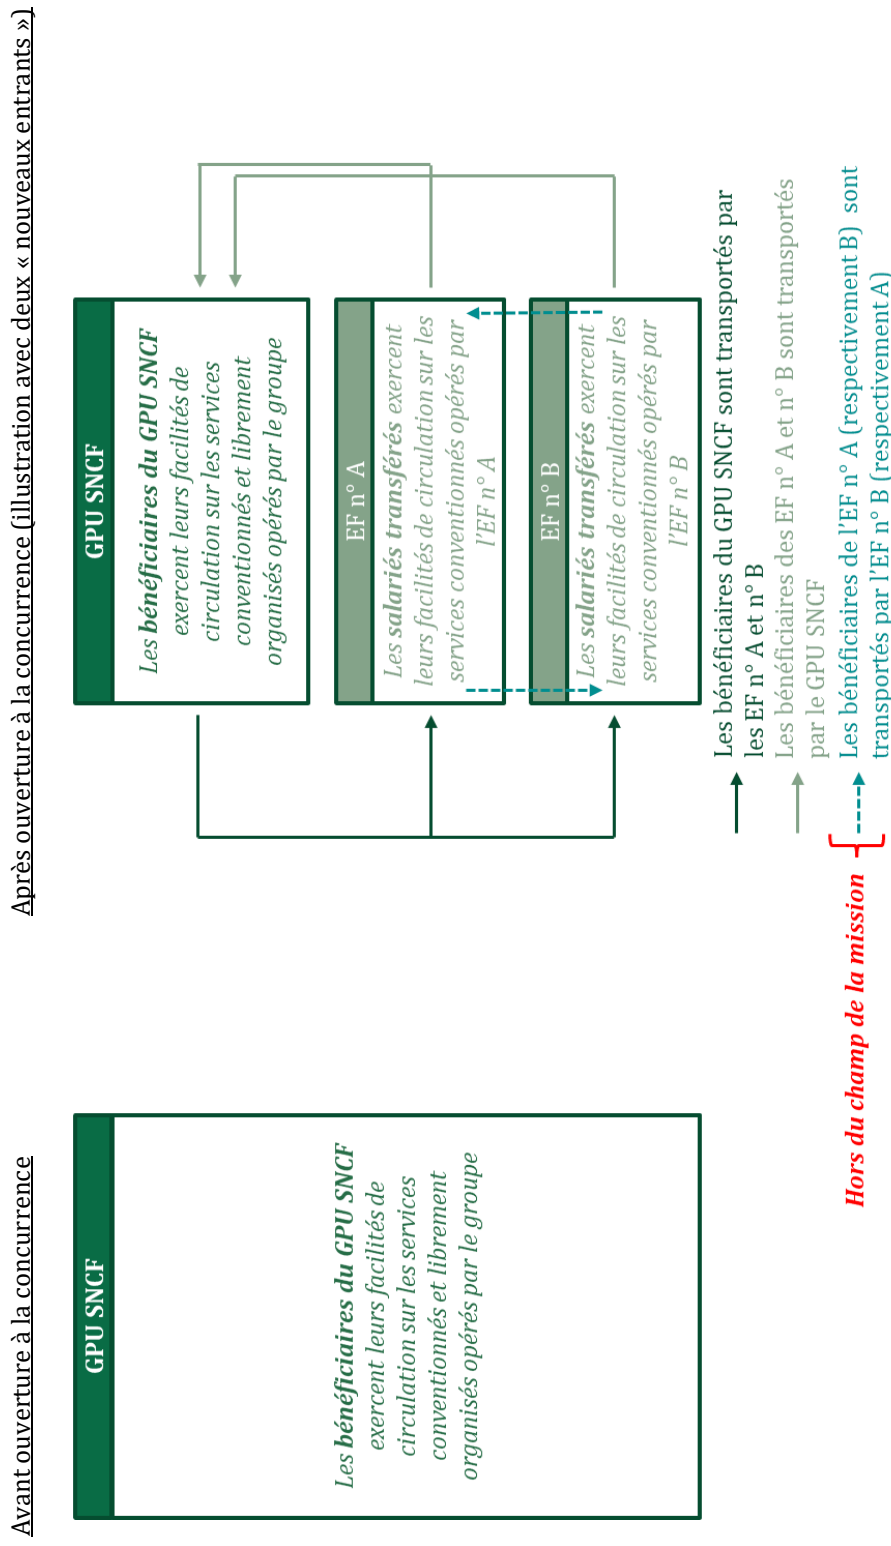 Avant ouverture à la concurrence
GPU SNCF
Les bénéficiaires du GPU SNCF
exercent leurs facilités de
circulation sur les services
conventionnés et librement
organisés opérés par le groupe
Après ouverture à la concurrence (illustration avec deux « nouveaux entrants »)
GPU SNCF
Les bénéficiaires du GPU SNCF
exercent leurs facilités de
circulation sur les services
conventionnés et librement
organisés opérés par le groupe
EF n° A
Les salariés transférés exercent
leurs facilités de circulation sur les
services conventionnés opérés par
l'EF n° A
EF n° B
Les salariés transférés exercent
leurs facilités de circulation sur les
services conventionnés opérés par
l'EF n° B
Les bénéficiaires du GPU SNCF sont transportés par
les EF n° A et n° B
Les bénéficiaires des EF n° A et n° B sont transportés
par le GPU SNCF
Hors du champ de la mission
Les bénéficiaires de l'EF n° A (respectivement B) sont
transportés par l'EF n° B (respectivement A)